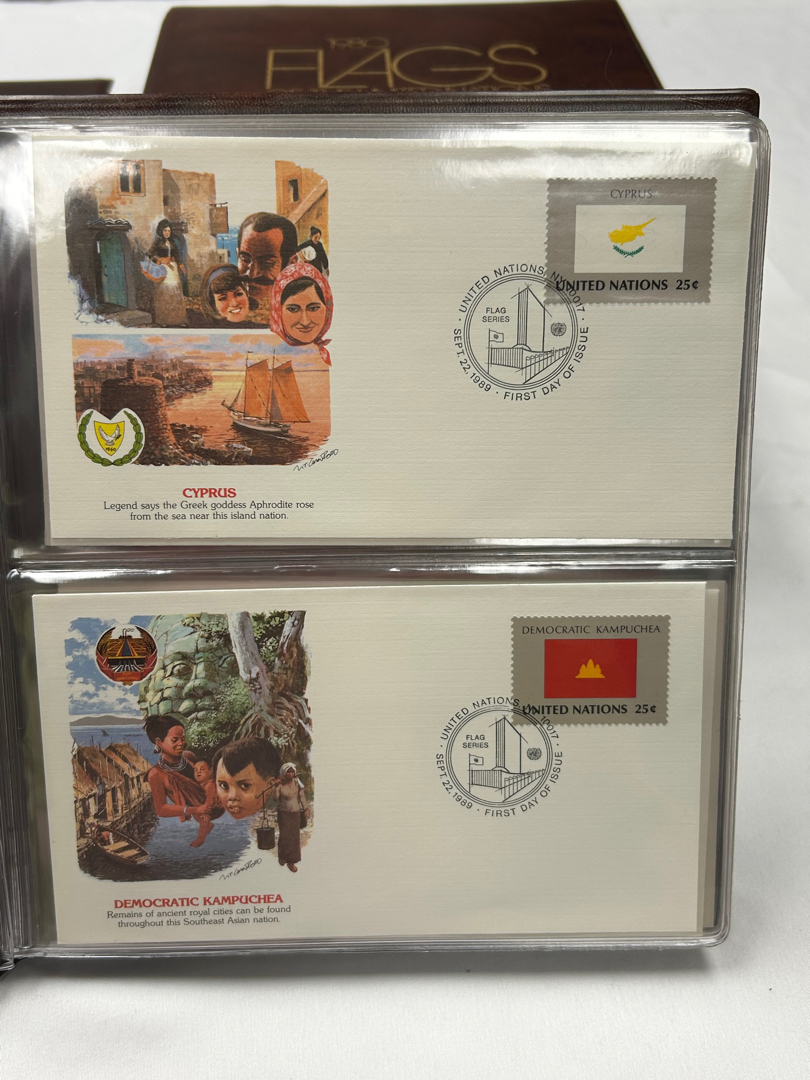 1980
FLAGS
CYPRUS
UNITED NATIONS 25¢
· UNITED NATIONS, NY 10017 ·
FLAG
SERIES
SEPT. 22, 1989 · FIRST DAY OF ISSUE
1960
CYPRUS
Legend says the Greek goddess Aphrodite rose
from the sea near this island nation.
DEMOCRATIC KAMPUCHEA
UNITED NATIONS 25¢
· UNITED NATIONS, 10017 ·
FLAG
SERIES
SEPT. 22, 1989 · FIRST DAY OF ISSUE
DEMOCRATIC KAMPUCHEA
Remains of ancient royal cities can be found
throughout this Southeast Asian nation.